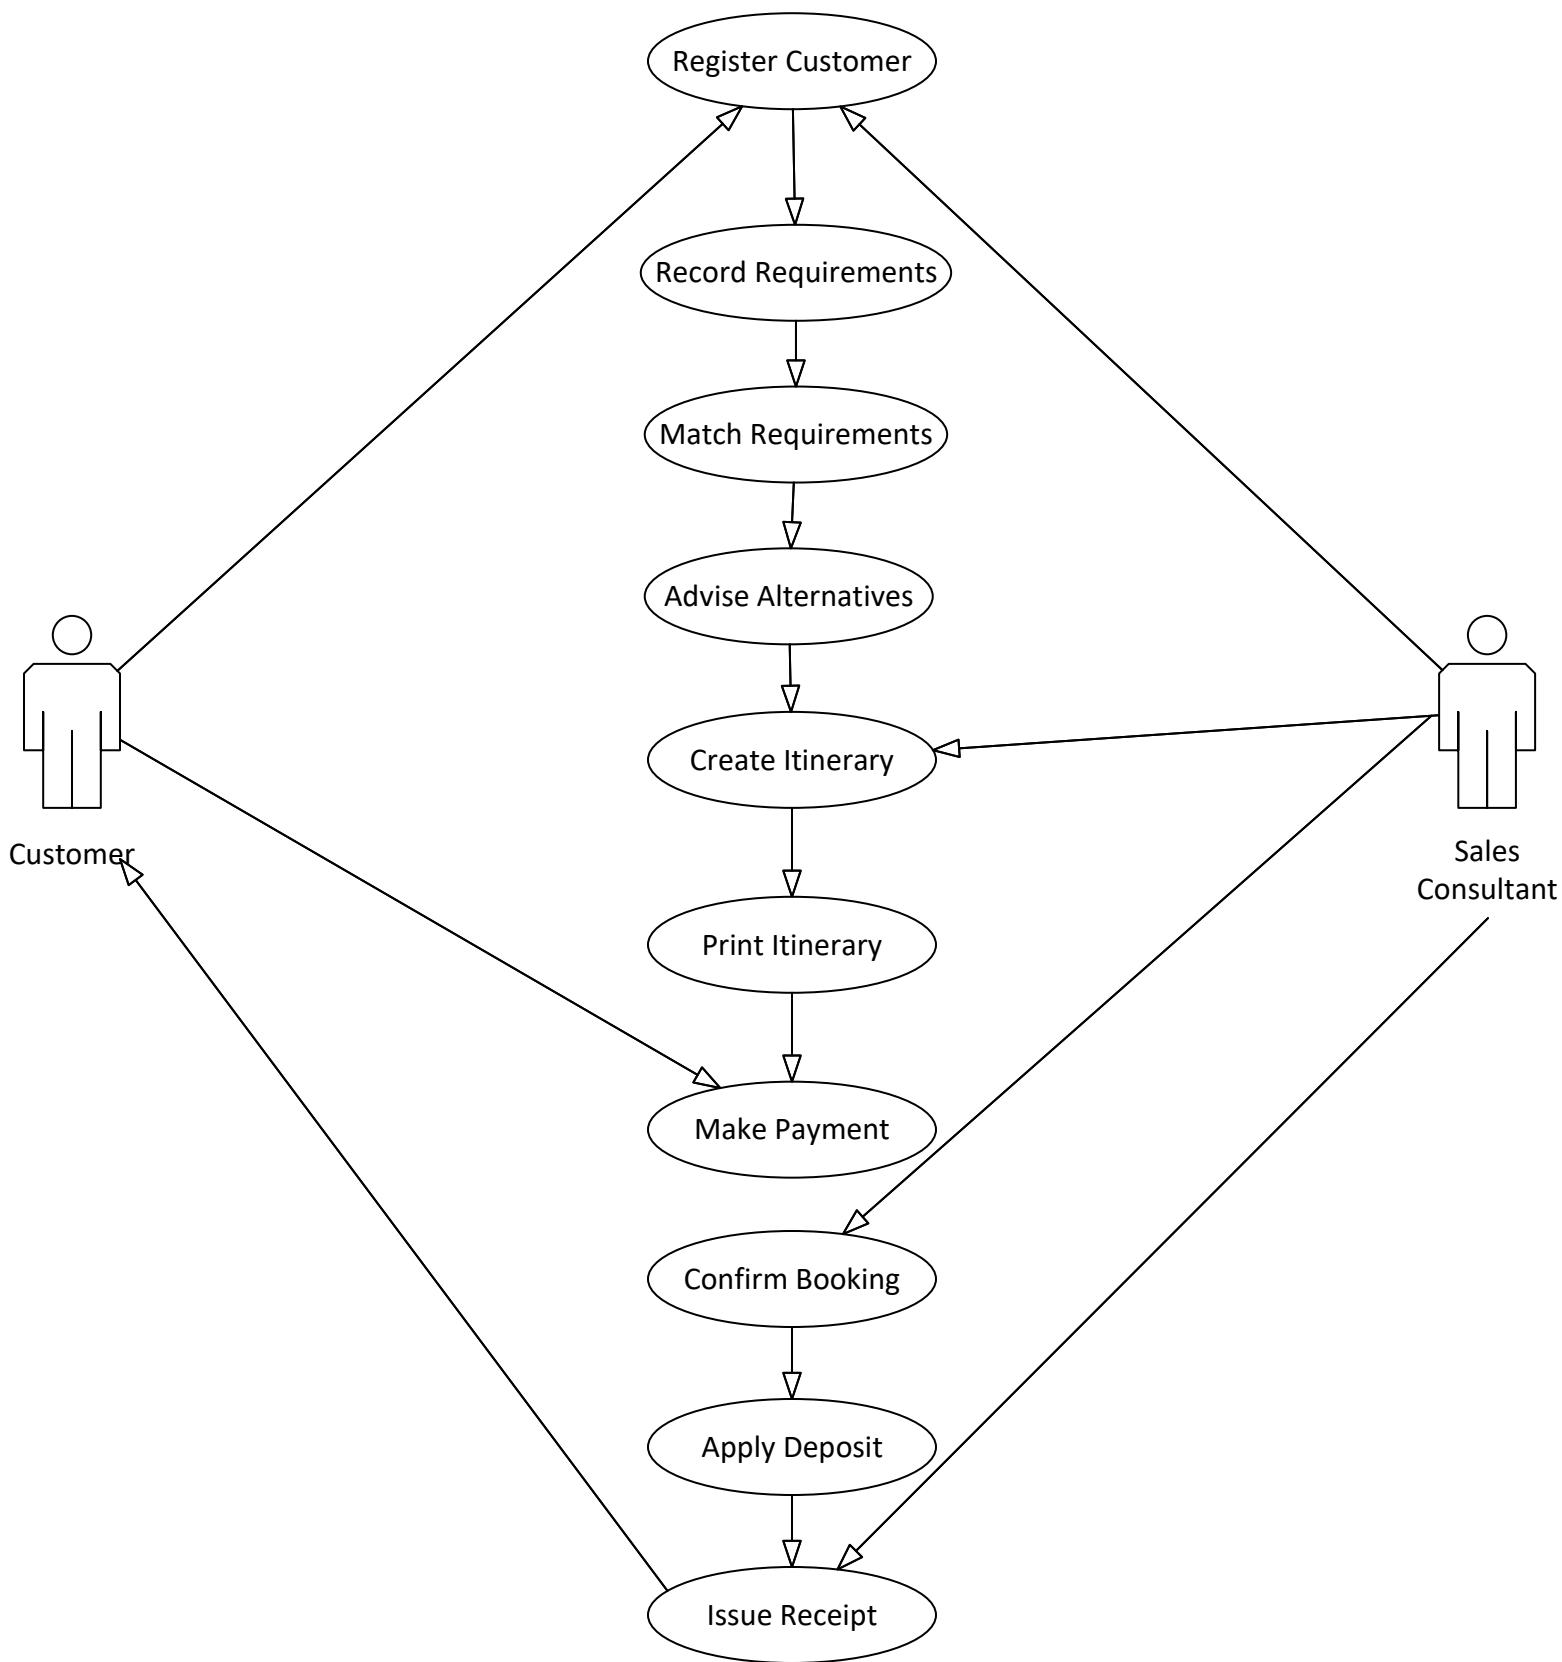 Register Customer
Record Requirements
Match Requirements
Advise Alternatives
Create Itinerary
Customer
Sales
Consultant
Print Itinerary
Make Payment
Confirm Booking
Apply Deposit
Issue Receipt